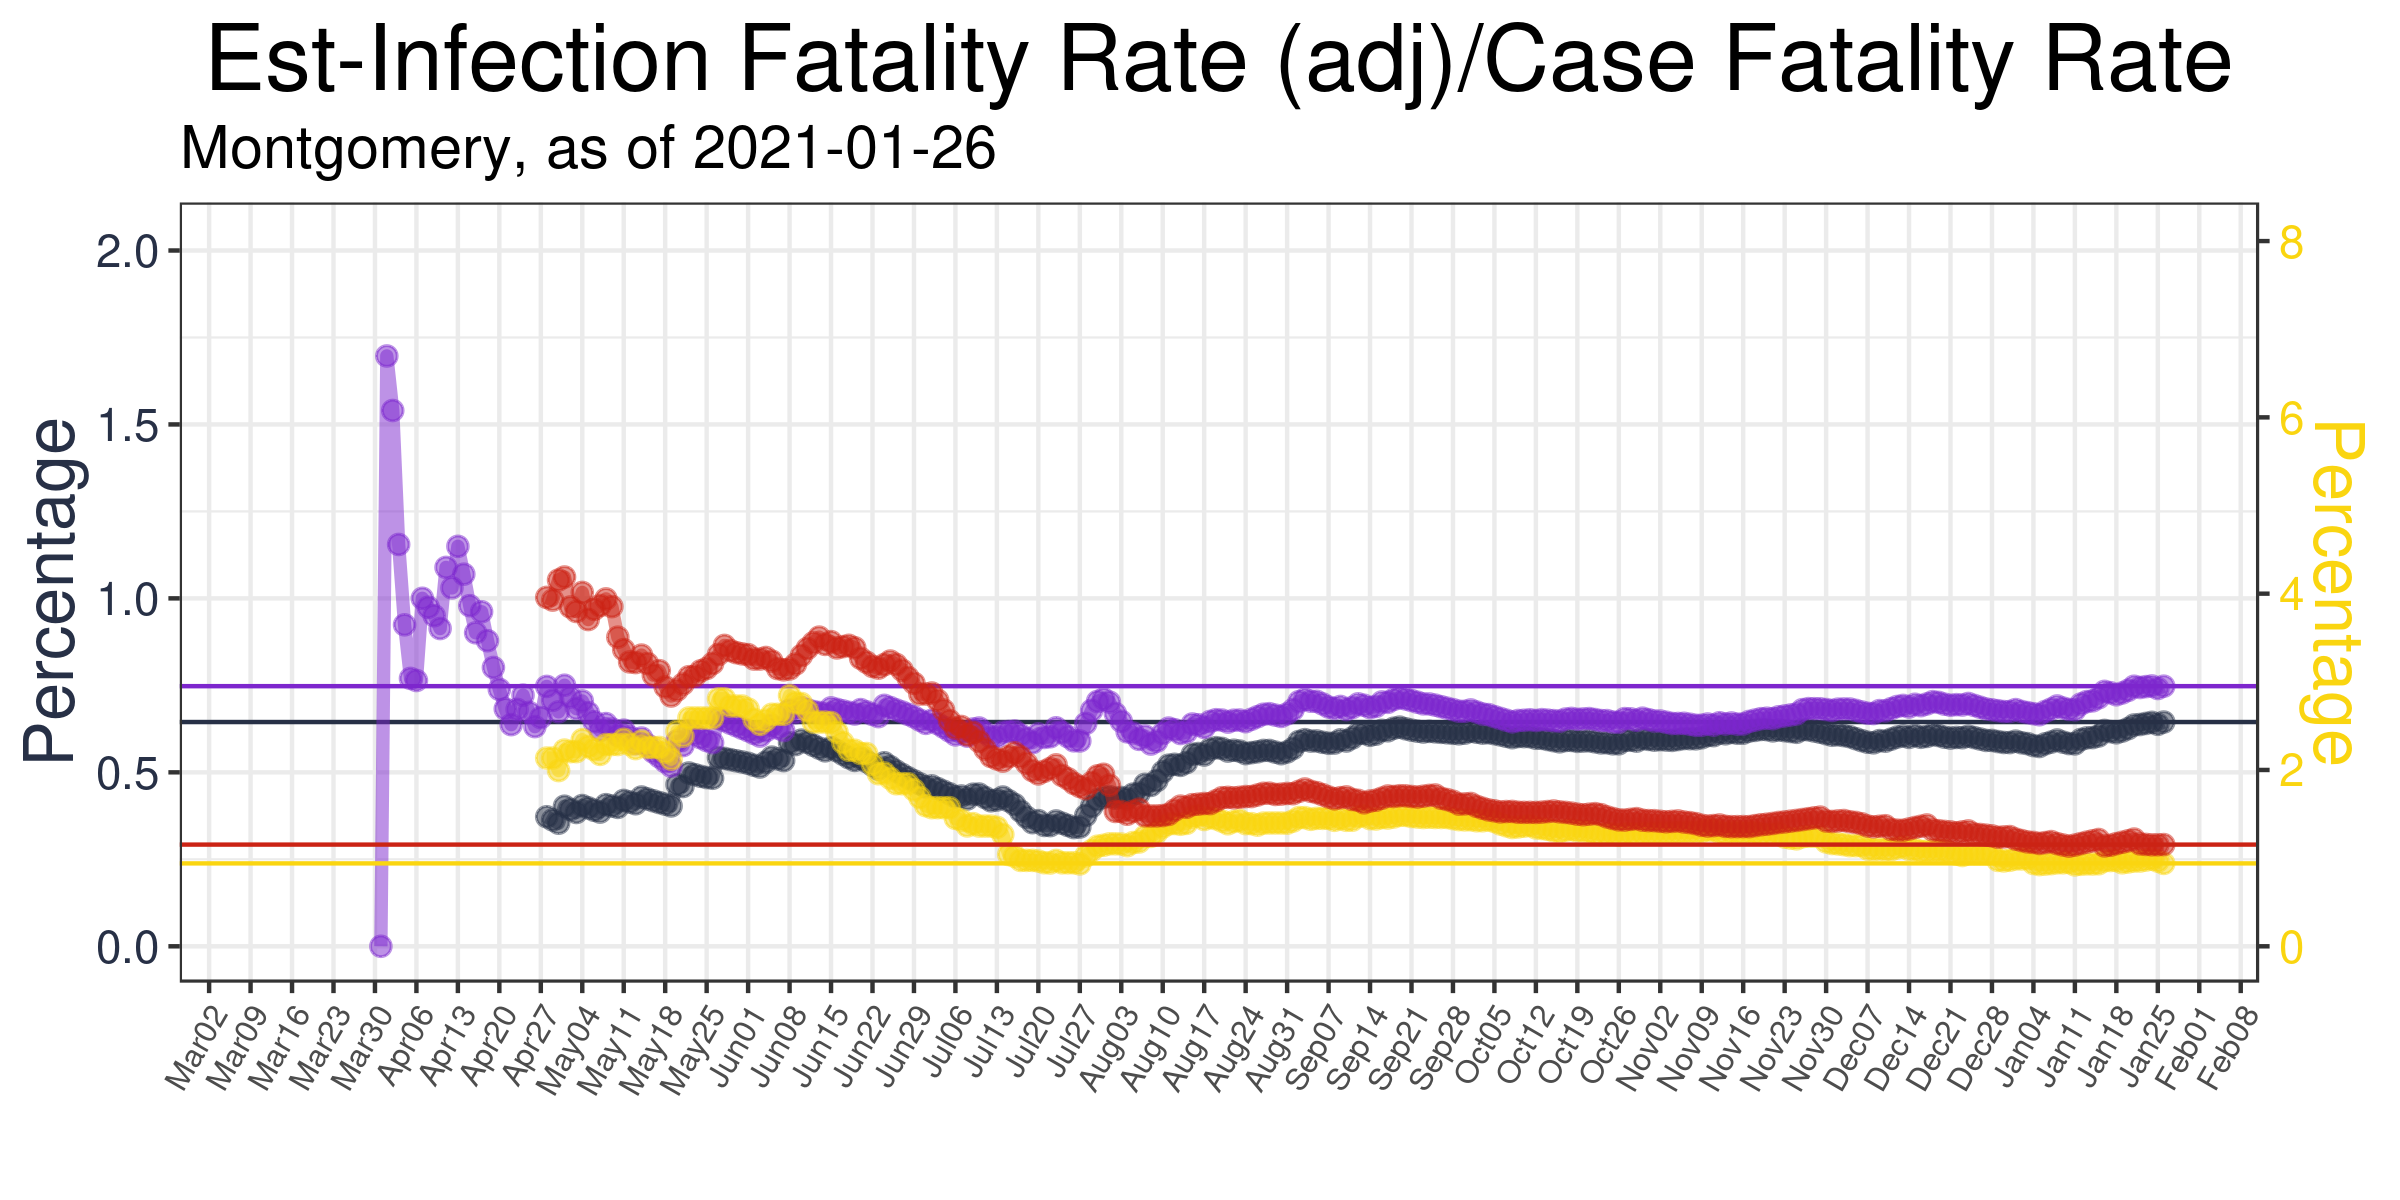 Est-Infection Fatality Rate (adj)/Case Fatality Rate
Montgomery, as of 2021-01-26
Percentage
2.0
1.5
1.0
0.5
0.0
8
6
4
2
0
Percentage
Mar02 Mar09 Mar16 Mar23 Mar30 Apr06 Apr13 Apr20 Apr27 May04 May11 May18 May25 Jun01 Jun08 Jun15 Jun22 Jun29 Jul06 Jul13 Jul20 Jul27 Aug03 Aug10 Aug17 Aug24 Aug31 Sep07 Sep14 Sep21 Sep28 Oct05 Oct12 Oct19 Oct26 Nov02 Nov09 Nov16 Nov23 Nov30 Dec07 Dec14 Dec21 Dec28 Jan04 Jan11 Jan18 Jan25 Feb01 Feb08